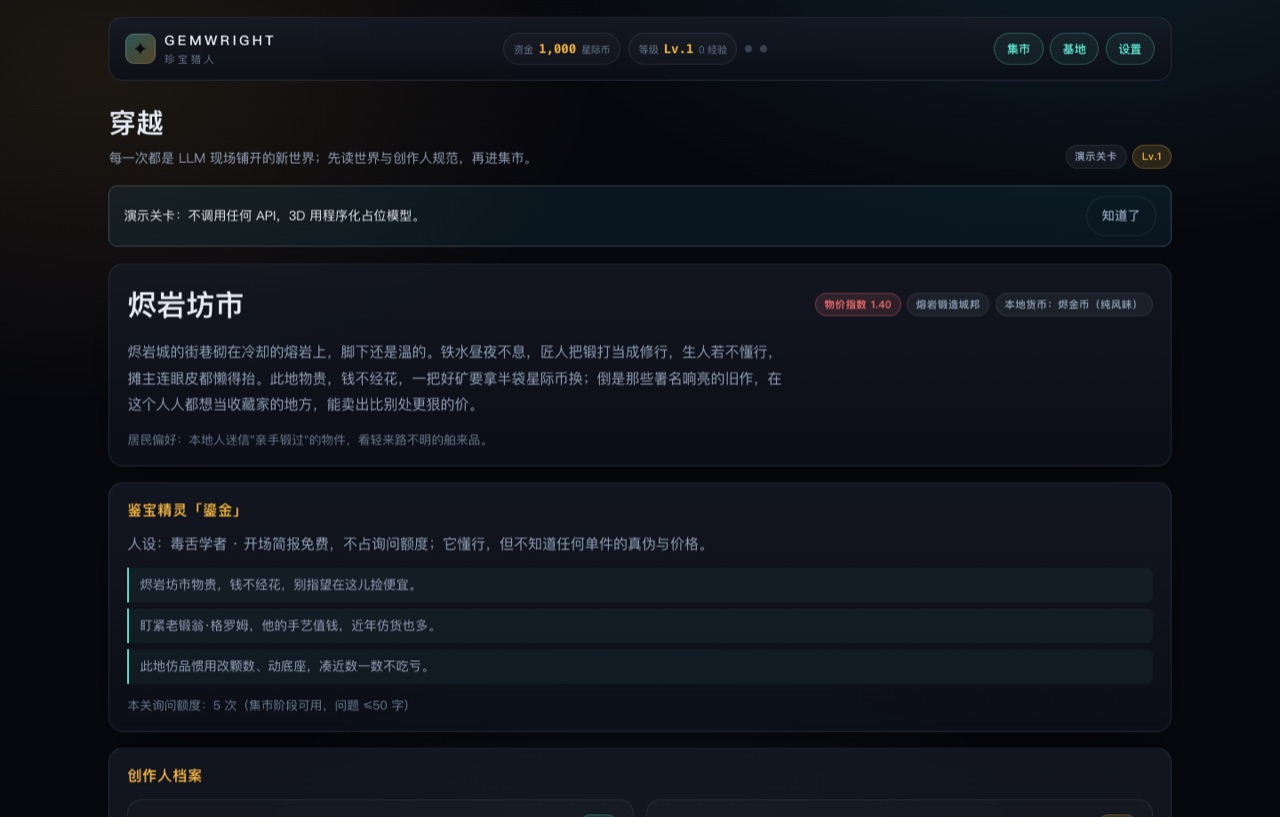 GEMWRIGHT
珍宝猎人
资金 1,000 星际币
等级 Lv.1 0 经验
集市
基地
设置
穿越
每一次都是 LLM 现场铺开的新世界；先读世界与创作人规范，再进集市。
演示关卡
Lv.1
演示关卡：不调用任何 API，3D 用程序化占位模型。
知道了
烬岩坊市
物价指数 1.40
熔岩锻造城邦
本地货币：烬金币（纯风味）
烬岩城的街巷砌在冷却的熔岩上，脚下还是温的。铁水昼夜不息，匠人把锻打当成修行，生人若不懂行，
摊主连眼皮都懒得抬。此地物贵，钱不经花，一把好矿要拿半袋星际币换；倒是那些署名响亮的旧作，在
这个人人都想当收藏家的地方，能卖出比别处更狠的价。
居民偏好：本地人迷信"亲手锻过"的物件，看轻来路不明的舶来品。
鉴宝精灵「鎏金」
人设：毒舌学者 · 开场简报免费，不占询问额度；它懂行，但不知道任何单件的真伪与价格。
烬岩坊市物贵，钱不经花，别指望在这儿捡便宜。
盯紧老锻翁·格罗姆，他的手艺值钱，近年仿货也多。
此地仿品惯用改颗数、动底座，凑近数一数不吃亏。
本关询问额度：5 次（集市阶段可用，问题 ≤50 字）
创作人档案